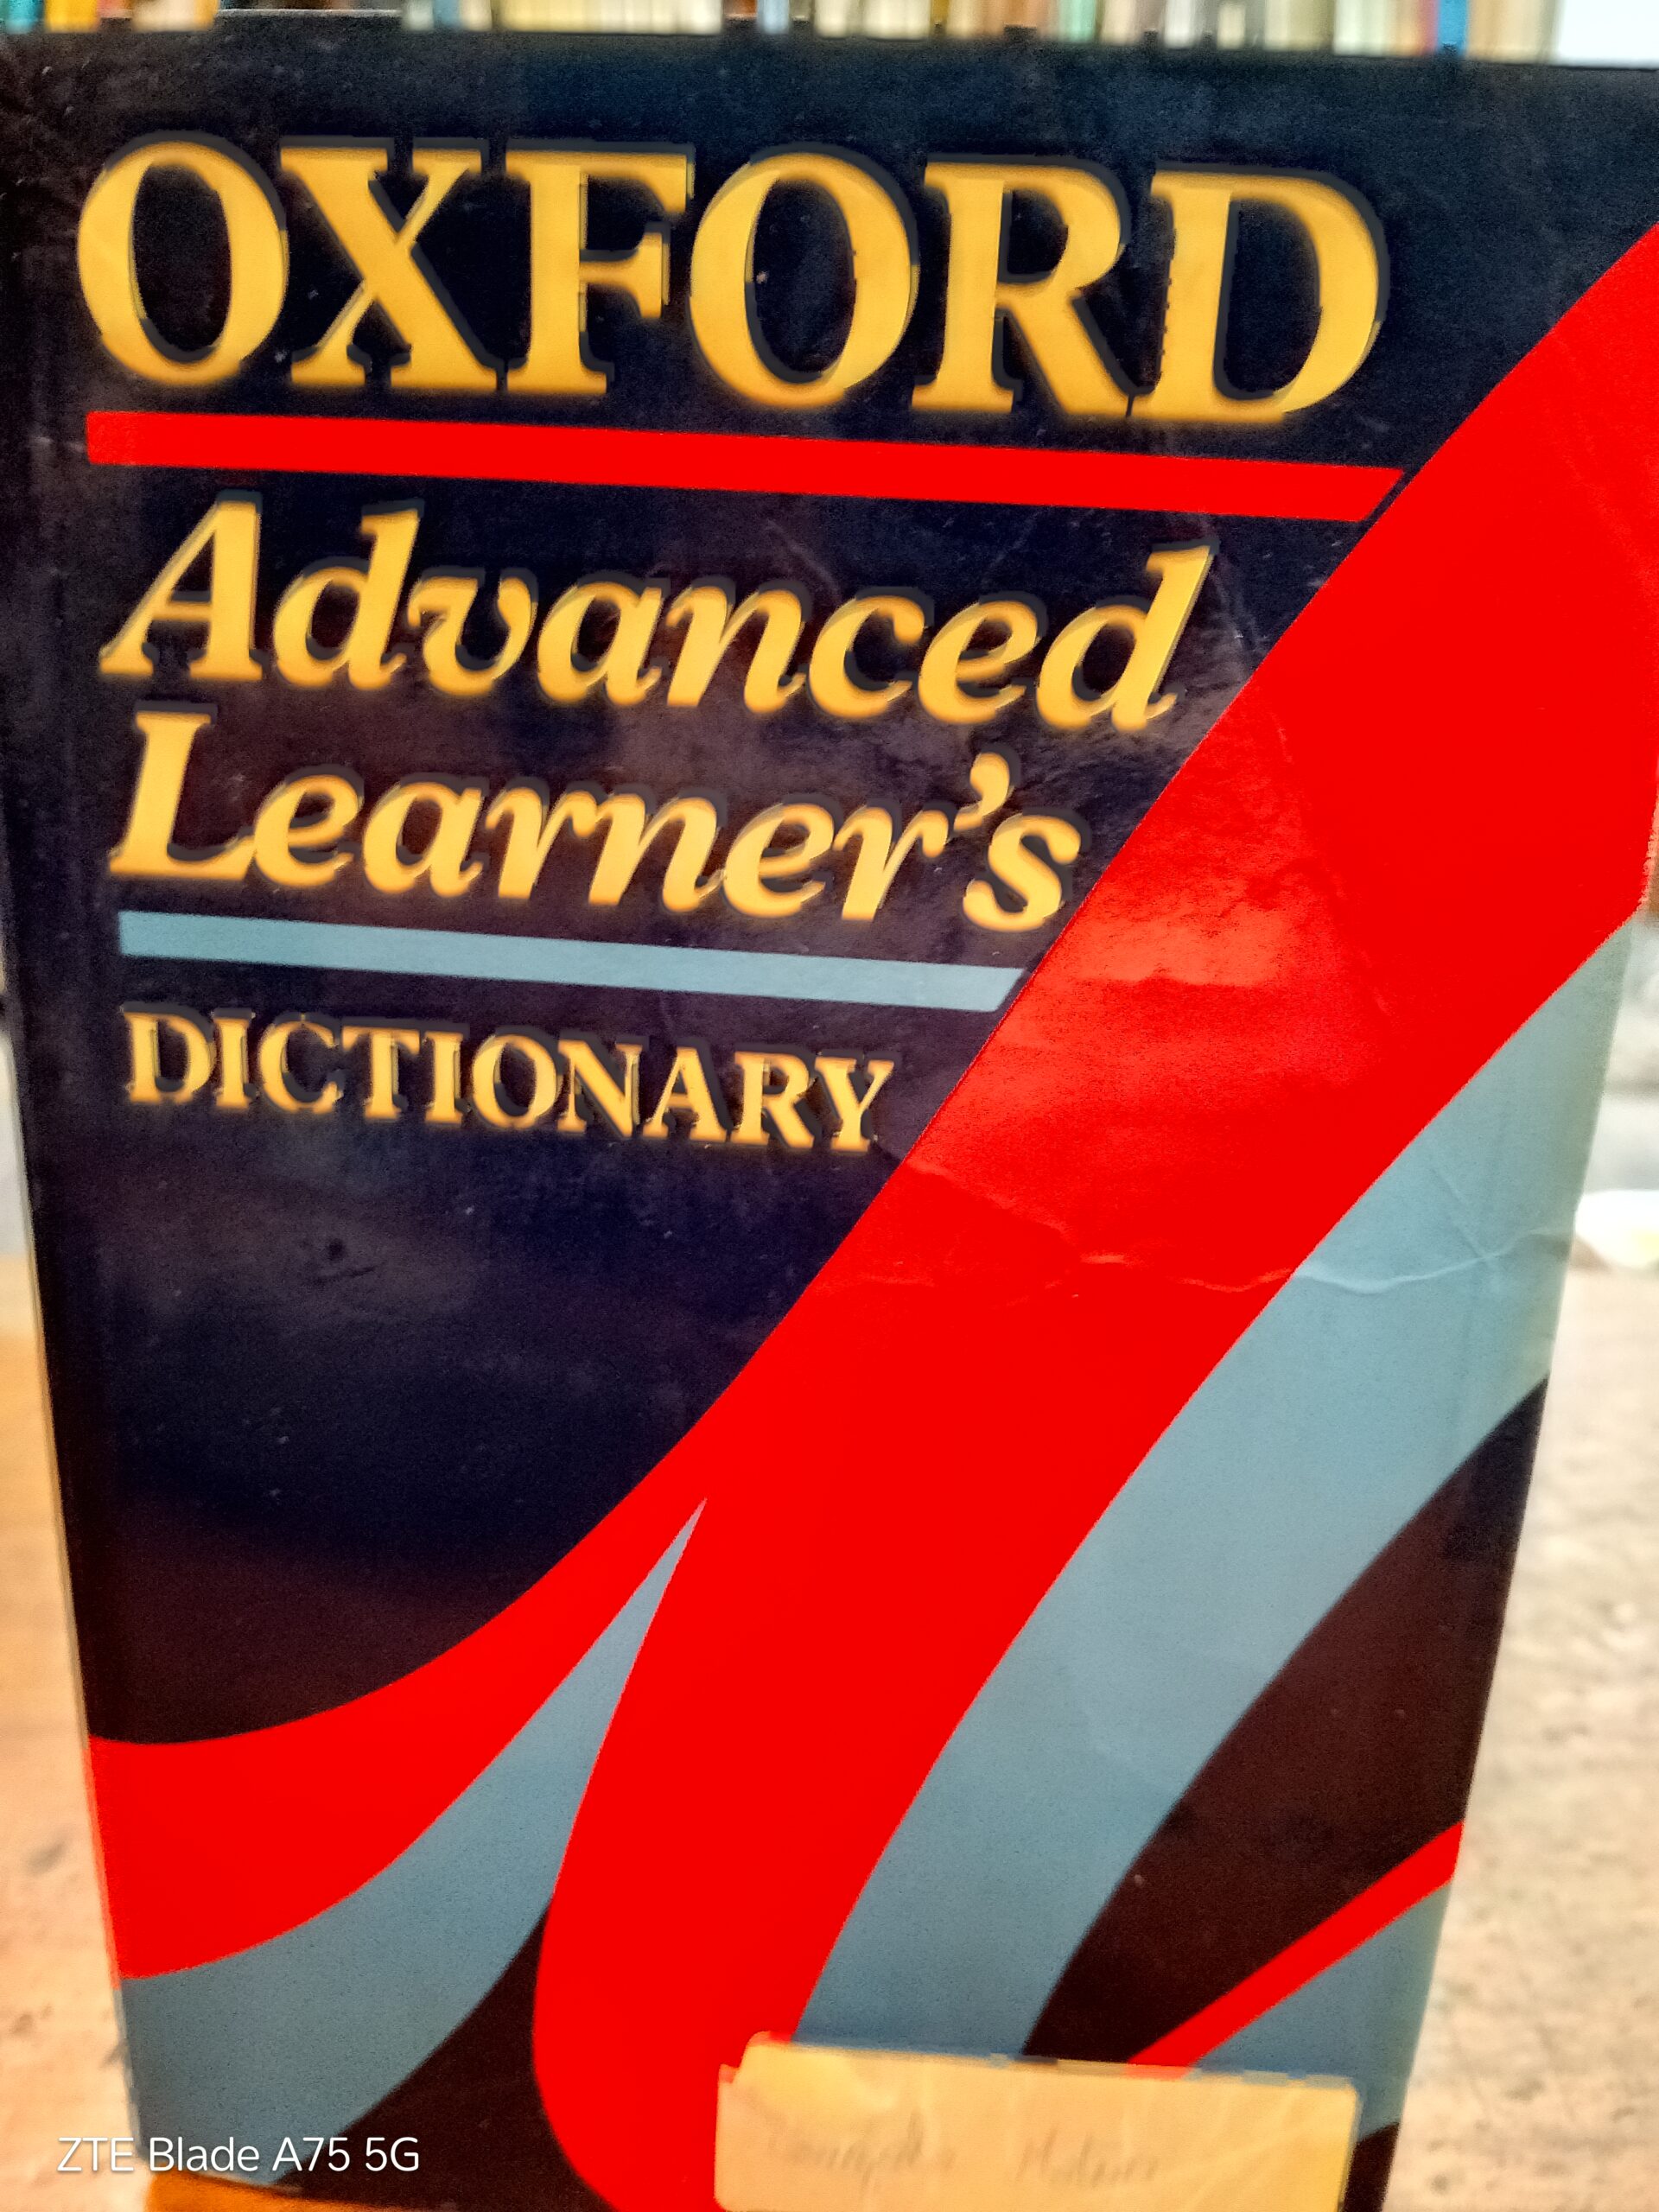 OXFORD
Advanced
Learner's
DICTIONARY
ZTE Blade A75 5G